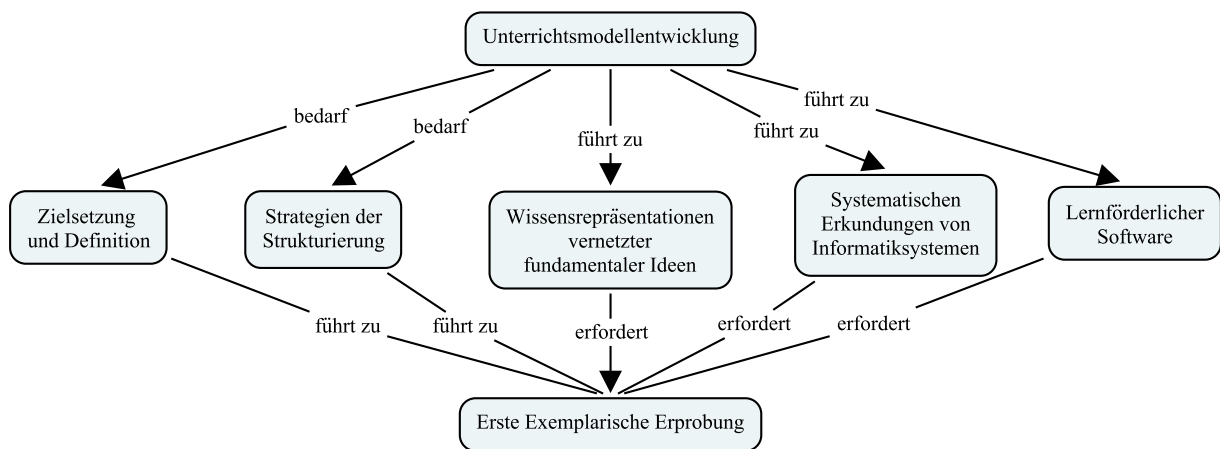 Unterrichtsmodellentwicklung
führt zu
bedarf
bedarf
führt zu
führt zu
Zielsetzung
und Definition
Strategien der
Strukturierung
Wissensrepräsentationen
vernetzter
fundamentaler Ideen
Systematischen
Erkundungen von
Informatiksystemen
Lernförderlicher
Software
führt zu
führt zu
erfordert
erfordert
erfordert
Erste Exemplarische Erprobung